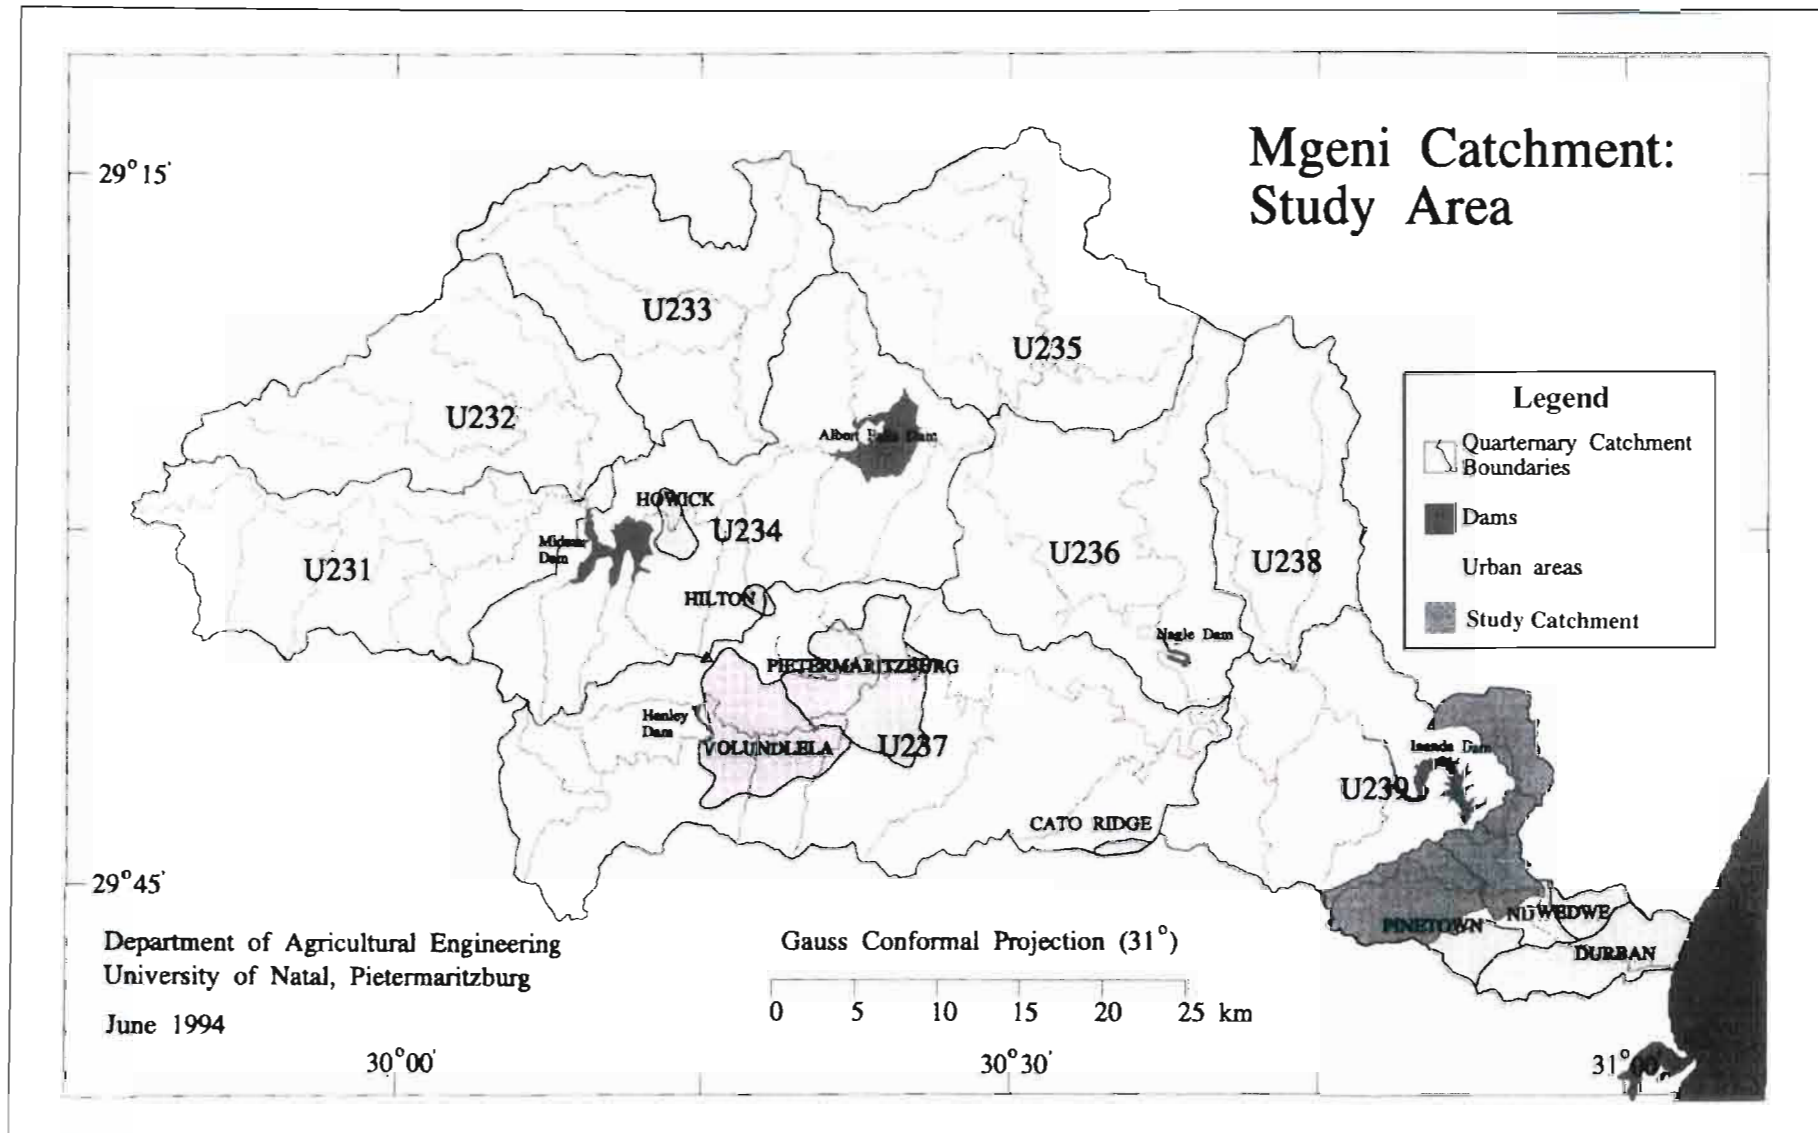 Mgeni Catchment:
Study Area
29°15'
U233
U235
U232
Albert Falls Dam
Legend
Quarternary Catchment
Boundaries
Dams
Urban areas
Study Catchment
HOWICK
U234
Midmar
Dam
U231
U236
U238
HILTON
Nagle Dam
PIETERMARITZBURG
Henley
Dam
VOLUNDLELA
U237
Inanda Dam
U239
CATO RIDGE
29°45'
PINETOWN
NDWEDWE
DURBAN
Department of Agricultural Engineering
University of Natal, Pietermaritzburg
June 1994
Gauss Conformal Projection (31°)
0 5 10 15 20 25 km
30°00'
30°30'
31°00'